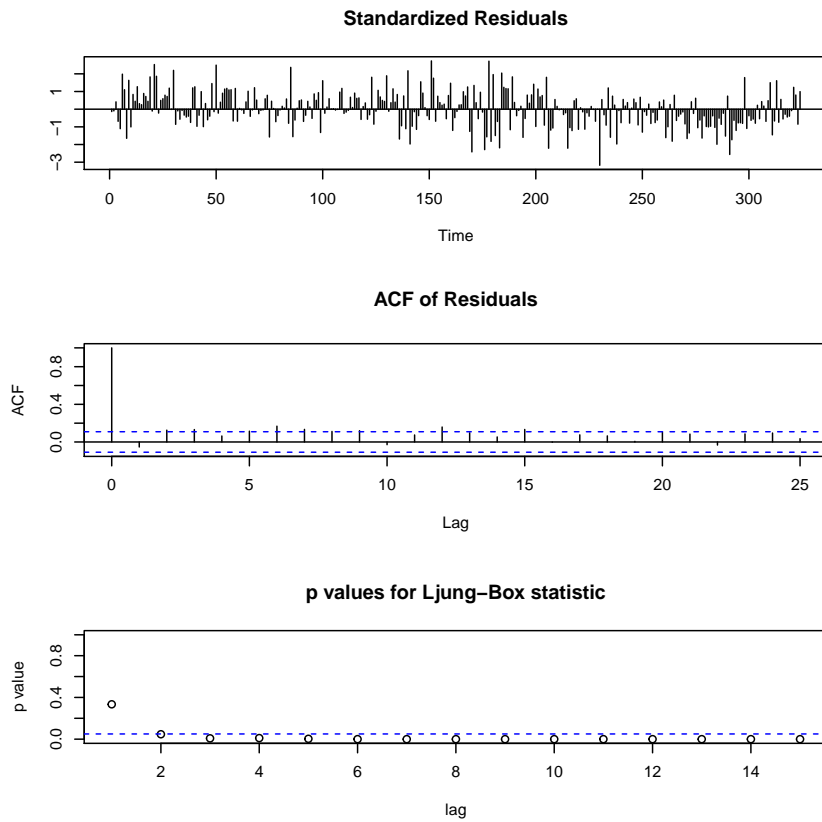 Standardized Residuals
1
−1
−3
0 50 100 150 200 250 300
Time
ACF of Residuals
ACF
0.8
0.4
0.0
0 5 10 15 20 25
Lag
p values for Ljung−Box statistic
p value
0.8
0.4
0.0
2 4 6 8 10 12 14
lag